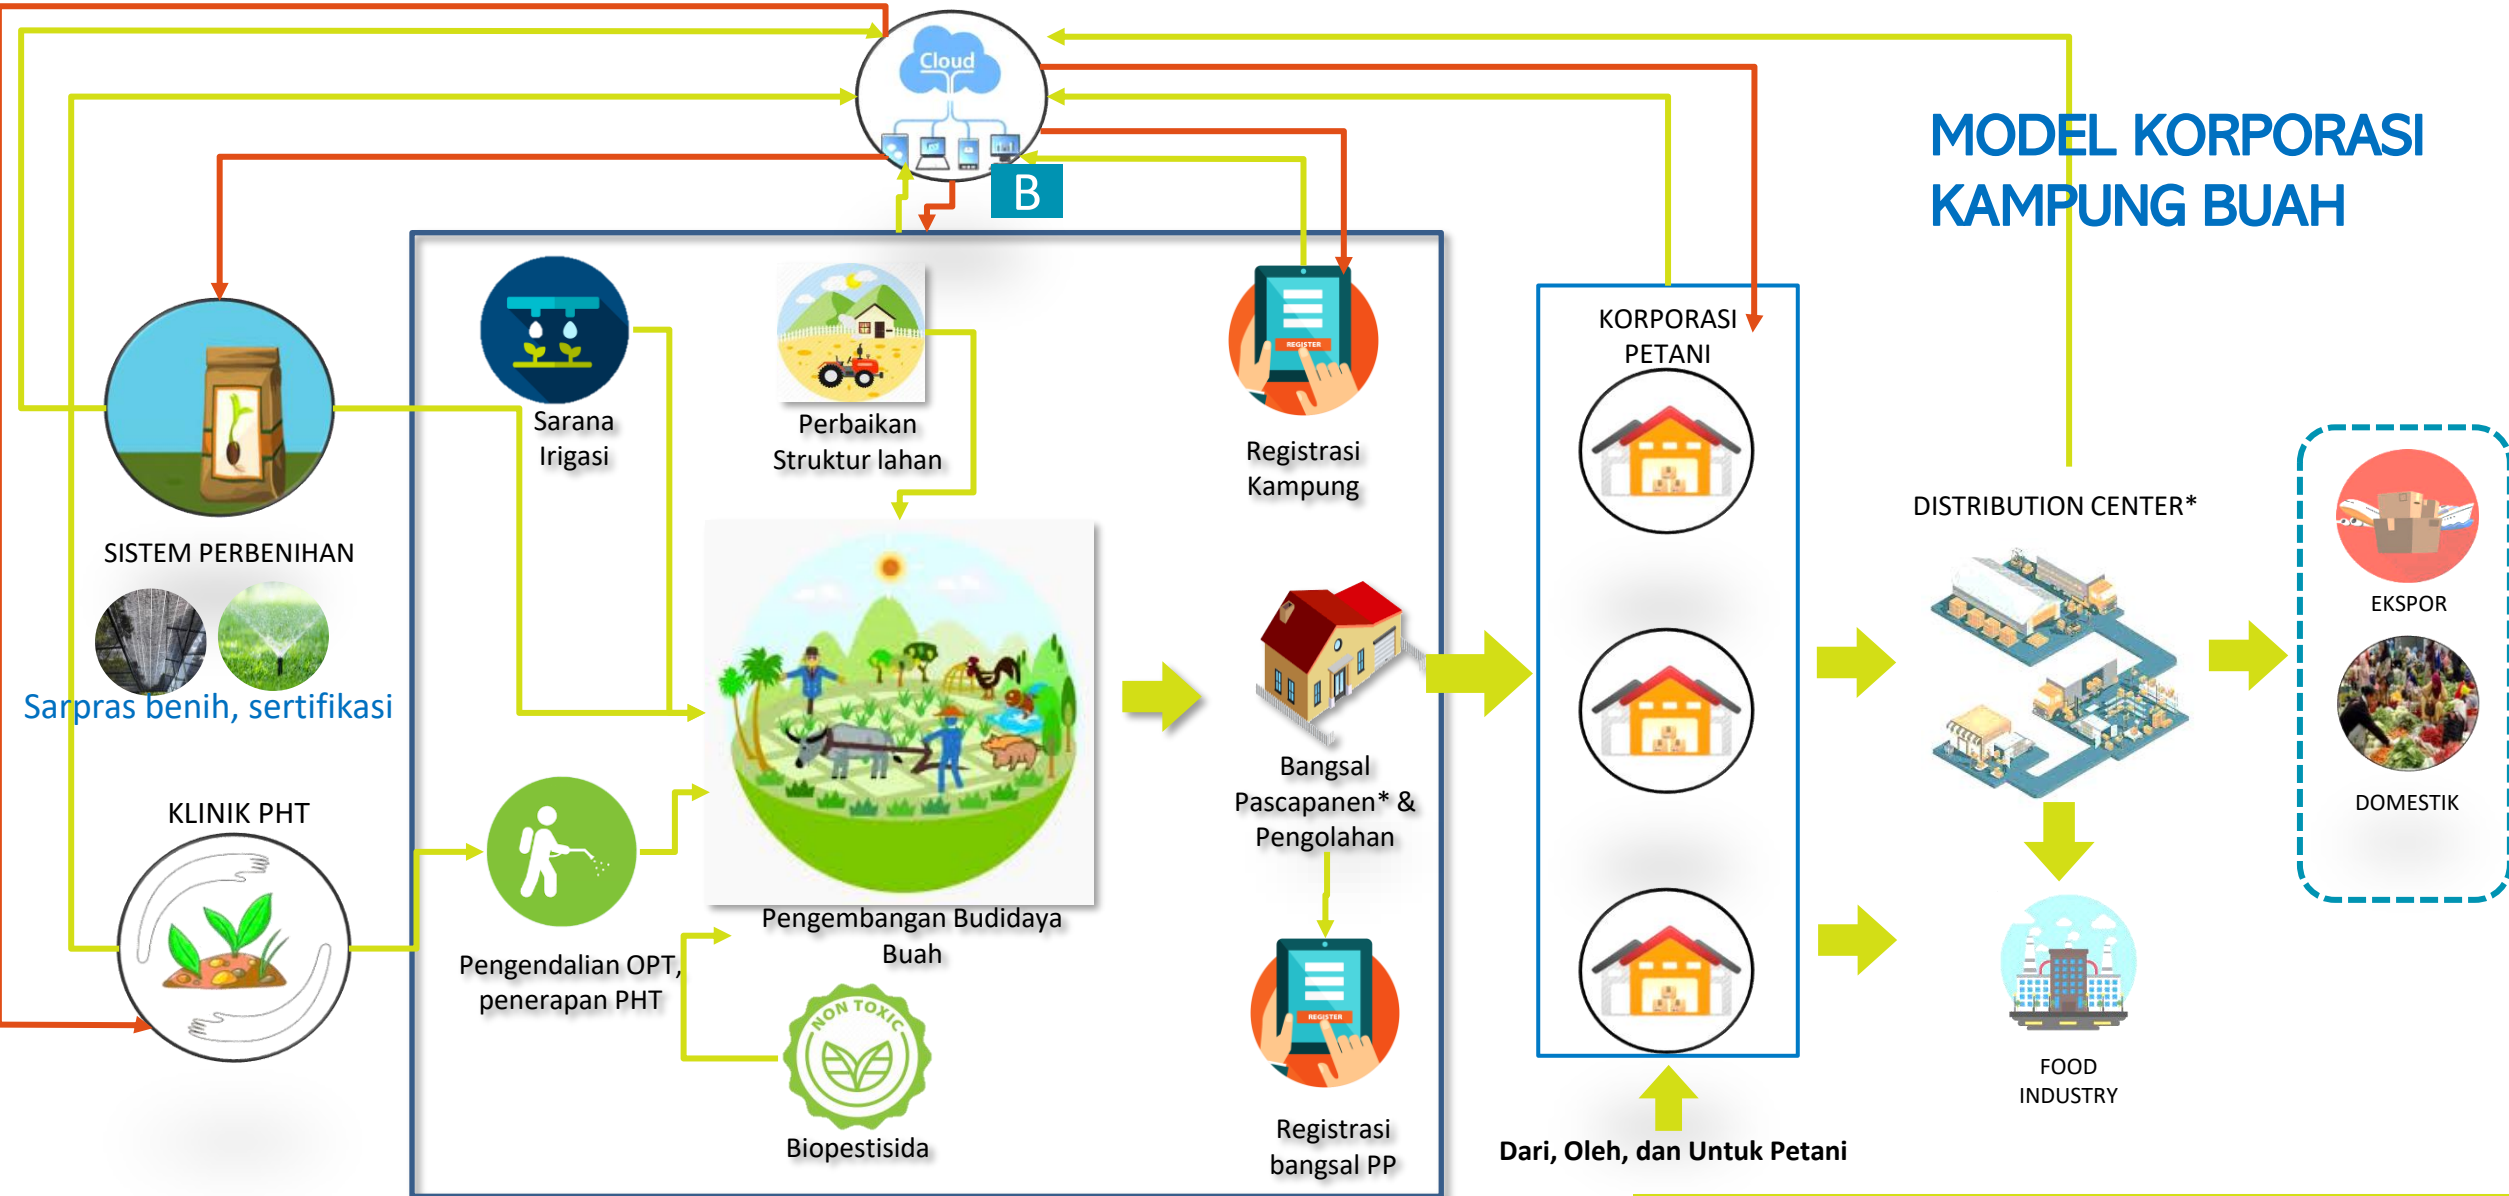 Cloud
B
MODEL KORPORASI
KAMPUNG BUAH
Sarana
Irigasi
Perbaikan
Struktur lahan
REGISTER
Registrasi
Kampung
KORPORASI
PETANI
DISTRIBUTION CENTER*
EKSPOR
DOMESTIK
SISTEM PERBENIHAN
Sarpras benih, sertifikasi
KLINIK PHT
Pengendalian OPT,
penerapan PHT
Pengembangan Budidaya
Buah
NON TOXIC
Biopestisida
Bangsal
Pascapanen* &
Pengolahan
REGISTER
Registrasi
bangsal PP
FOOD
INDUSTRY
Dari, Oleh, dan Untuk Petani